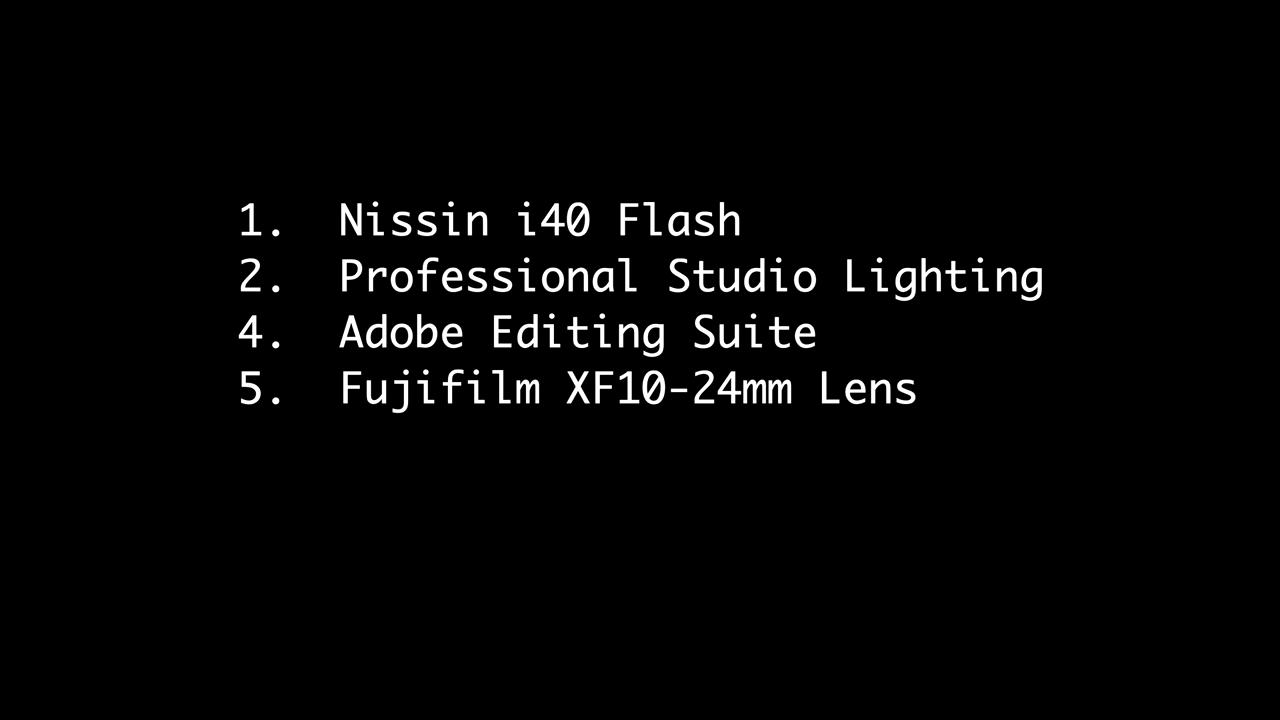 1. Nissin i40 Flash
2. Professional Studio Lighting
4. Adobe Editing Suite
5. Fujifilm XF10-24mm Lens